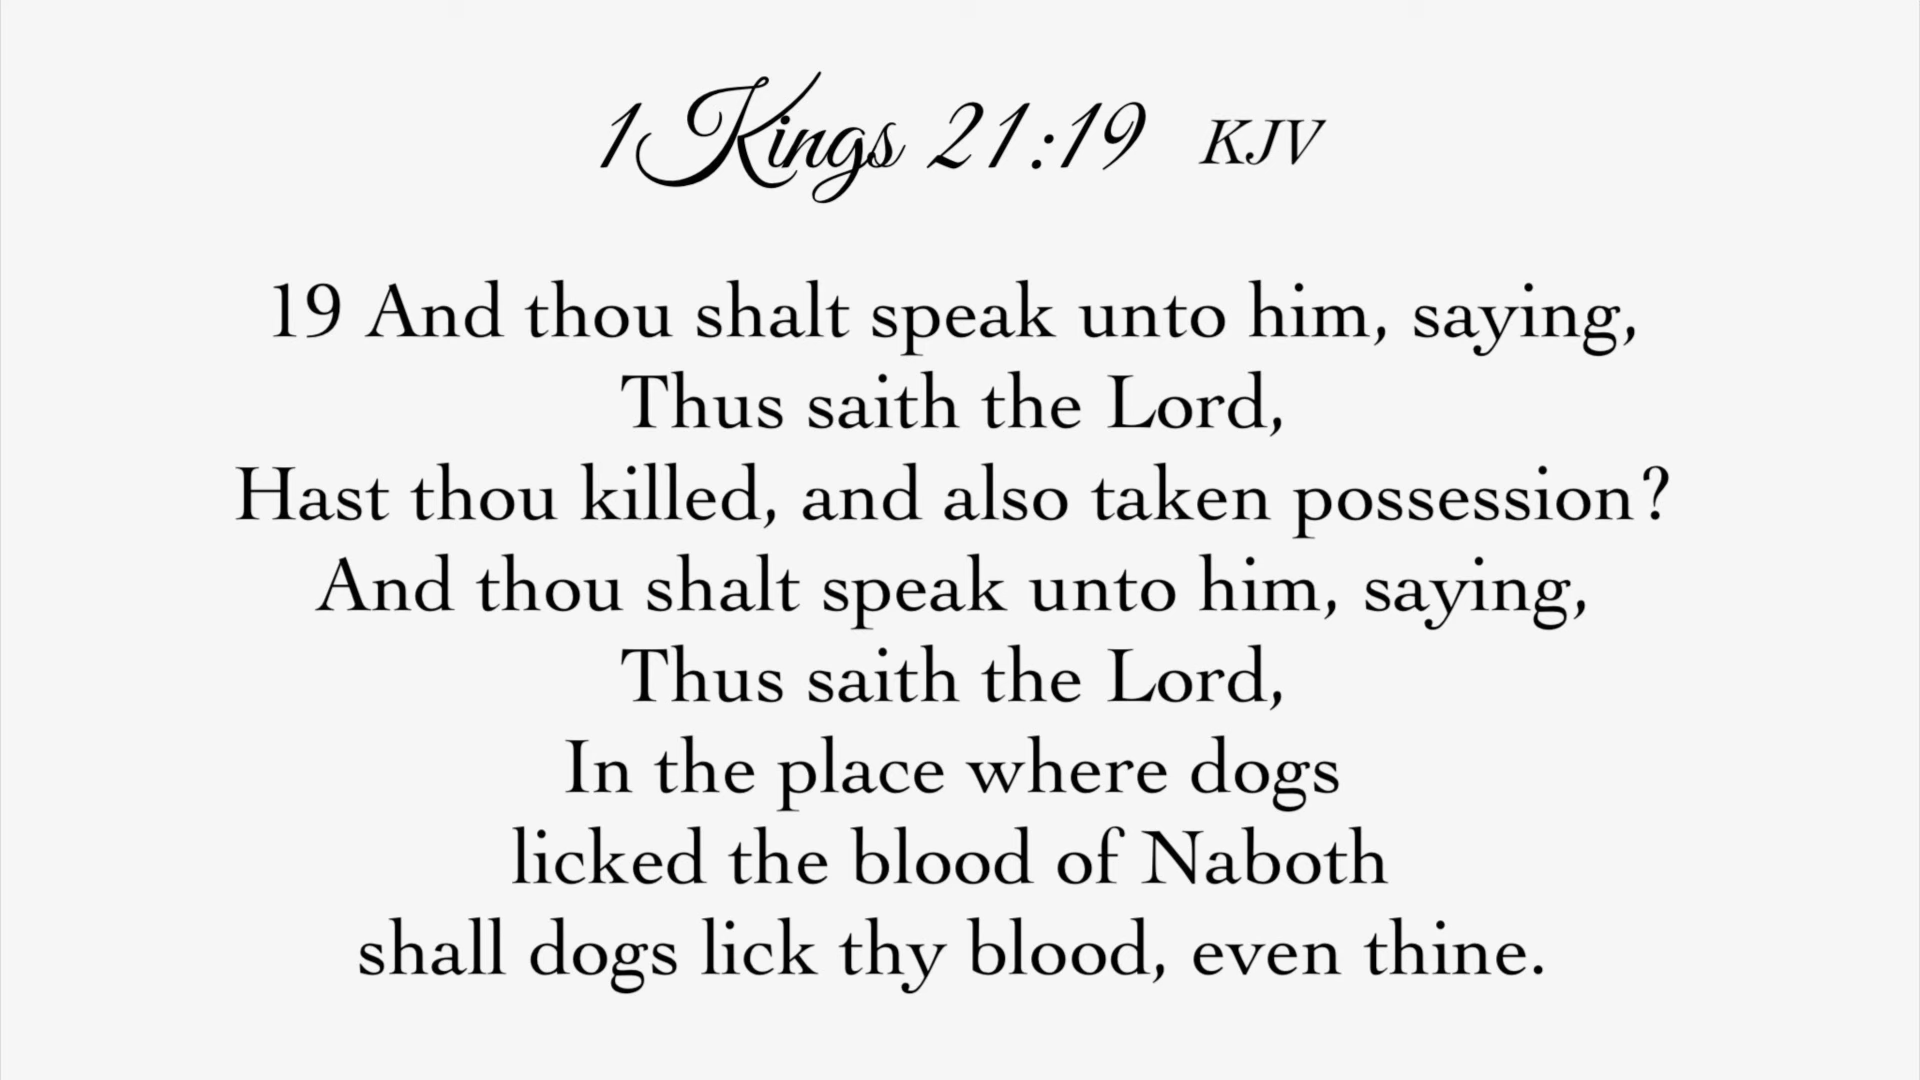 1 Kings 21:19 KJV
19 And thou shalt speak unto him, saying,
Thus saith the Lord,
Hast thou killed, and also taken possession?
And thou shalt speak unto him, saying,
Thus saith the Lord,
In the place where dogs
licked the blood of Naboth
shall dogs lick thy blood, even thine.